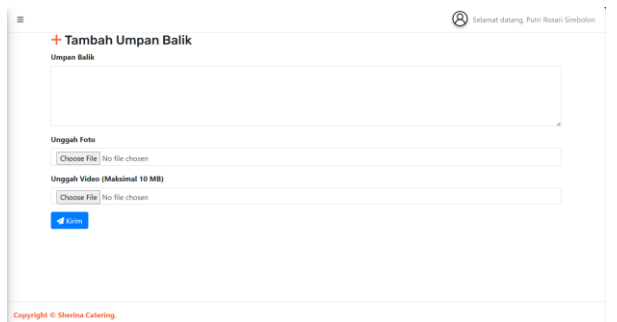 Selamat datang, Putri Rosari Simbolon
+ Tambah Umpan Balik
Umpan Balik
Unggah Foto
Choose File No file chosen
Unggah Video (Maksimal 10 MB)
Choose File No file chosen
Kirim
Copyright © Sherina Catering.